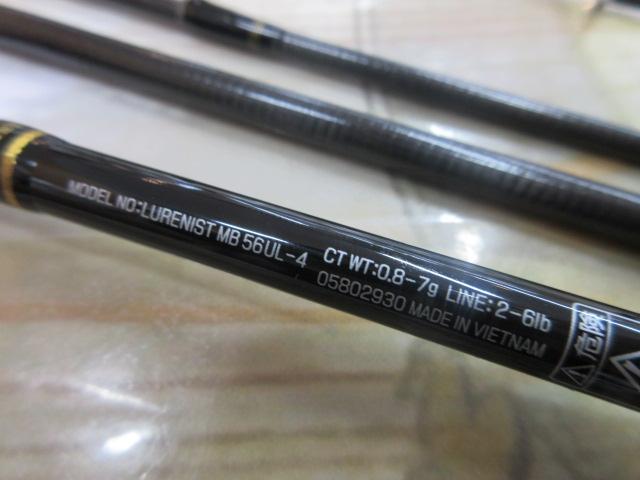 MODEL NO:LURENIST MB 56UL-4 CT WT:0.8-7g LINE:2-6lb
05802930 MADE IN VIETNAM
危険